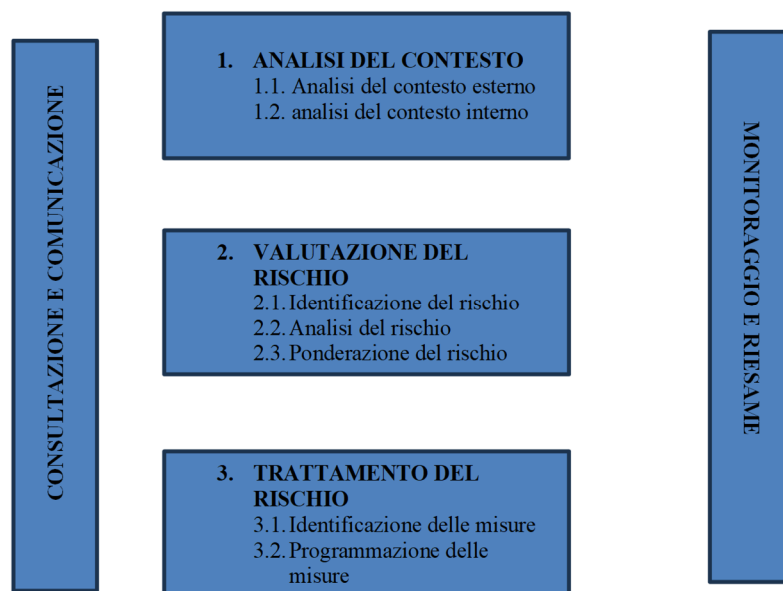 CONSULTAZIONE E COMUNICAZIONE
1. ANALISI DEL CONTESTO
1.1. Analisi del contesto esterno
1.2. analisi del contesto interno
2. VALUTAZIONE DEL
RISCHIO
2.1. Identificazione del rischio
2.2. Analisi del rischio
2.3. Ponderazione del rischio
3. TRATTAMENTO DEL
RISCHIO
3.1. Identificazione delle misure
3.2. Programmazione delle
misure
MONITORAGGIO E RIESAME